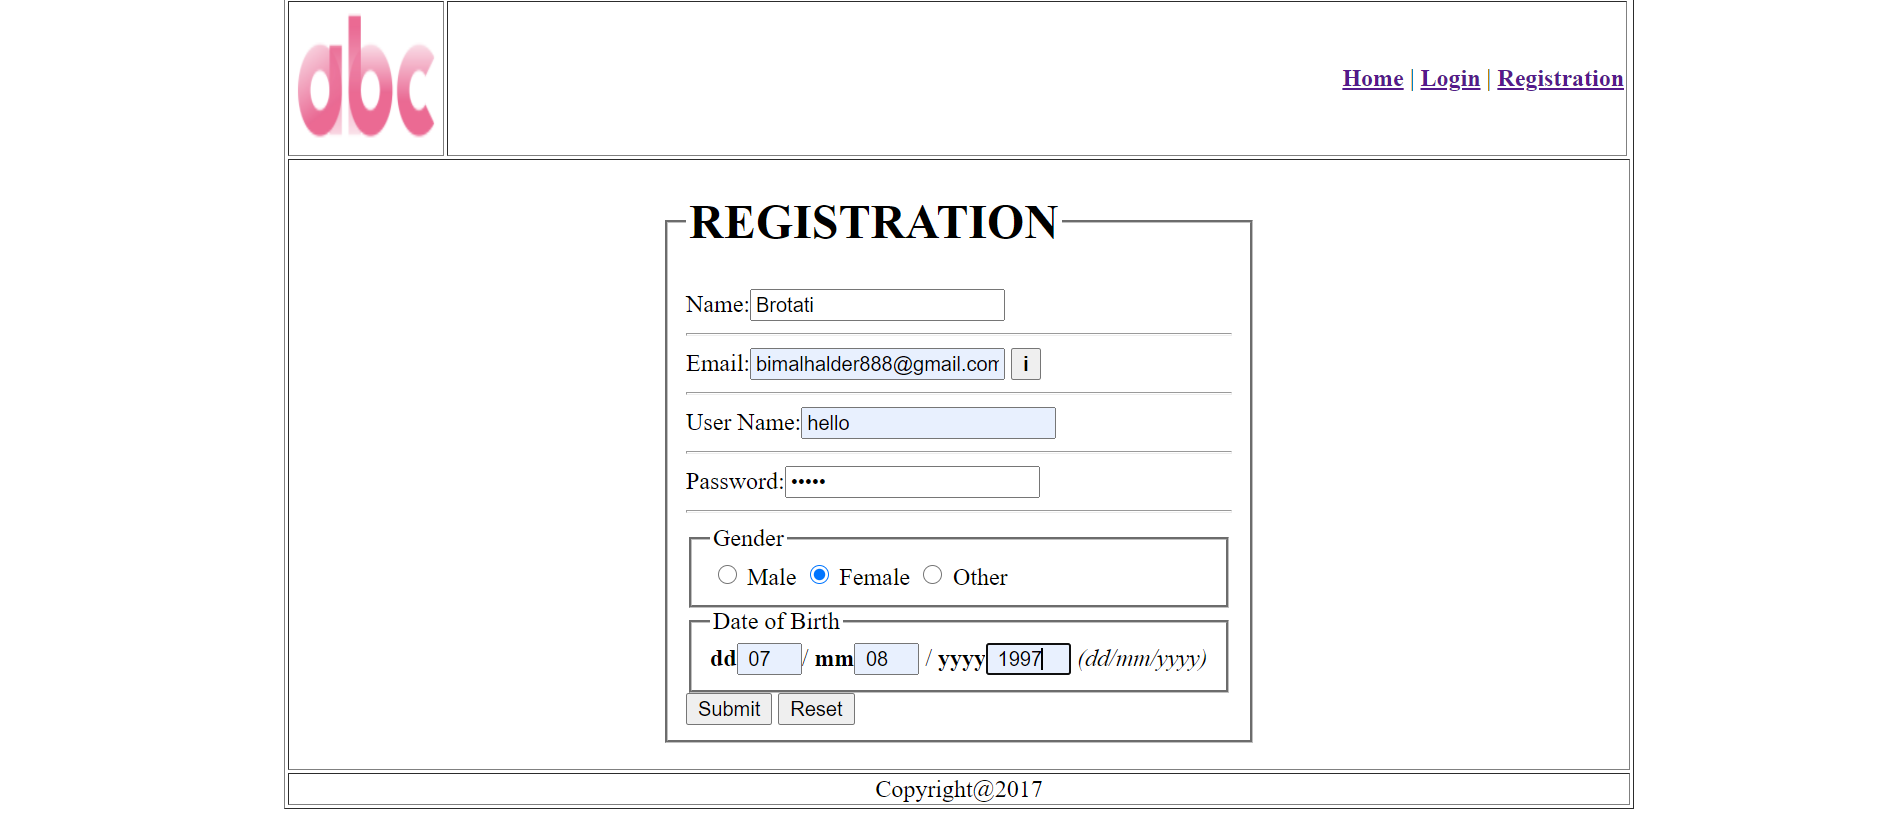 abc
Home | Login | Registration
REGISTRATION
Name: Brotati
Email: bimalhalder888@gmail.com i
User Name: hello
Password: •••••
Gender
Male Female Other
Date of Birth
dd 07 / mm 08 / yyyy 1997 (dd/mm/yyyy)
Submit Reset
Copyright@2017